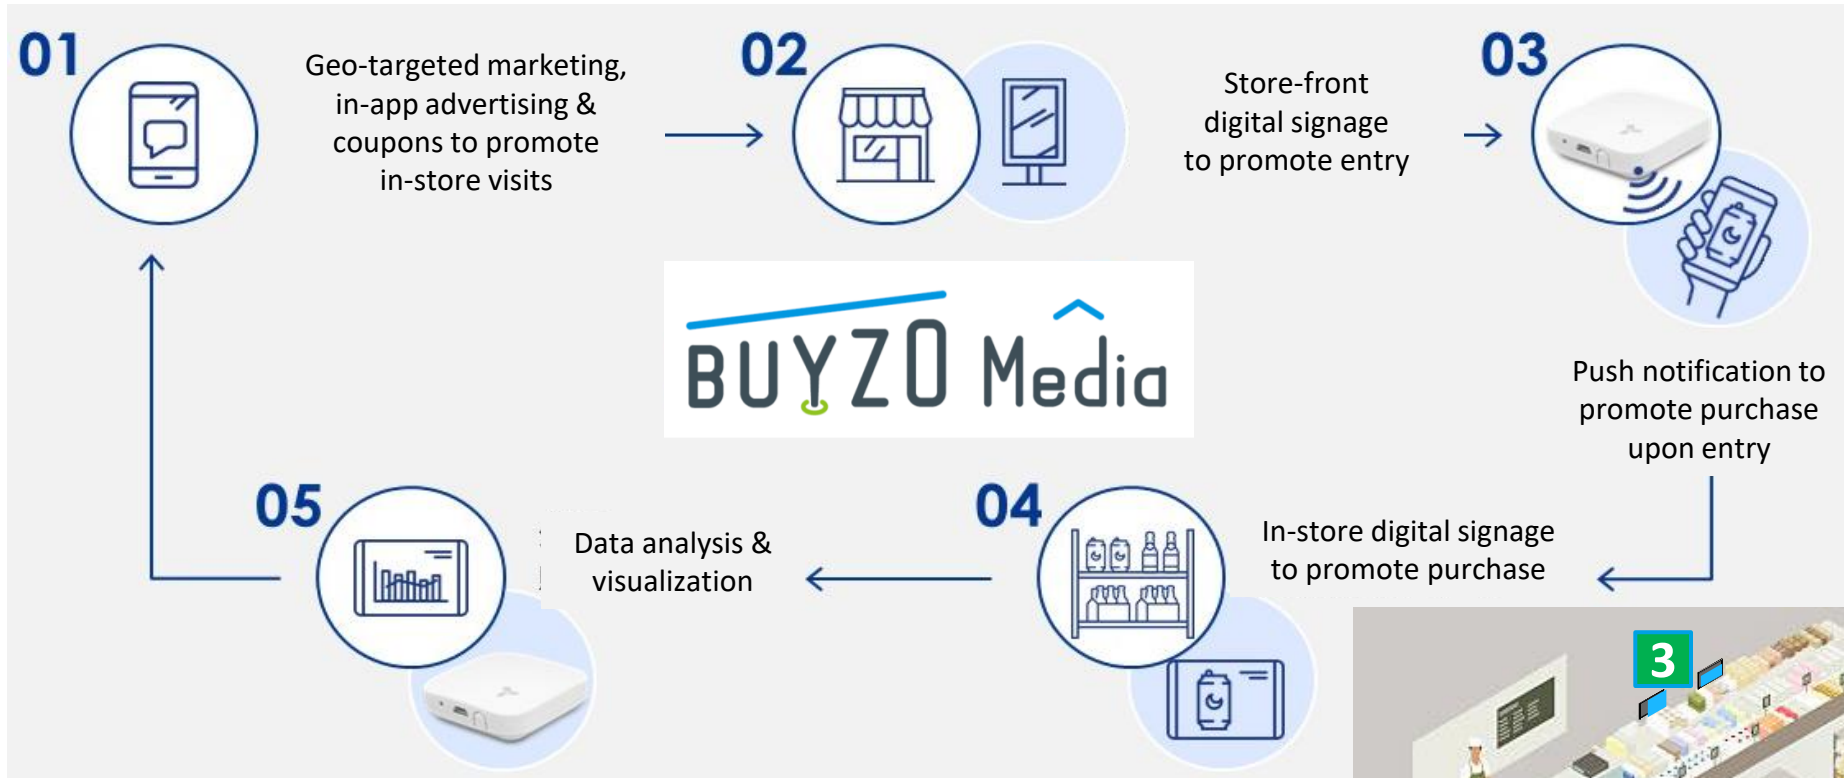 01
Geo-targeted marketing,
in-app advertising &
coupons to promote
in-store visits
02
Store-front
digital signage
to promote entry
03
Push notification to
promote purchase
upon entry
BUYZO Media
04
In-store digital signage
to promote purchase
05
Data analysis &
visualization
3